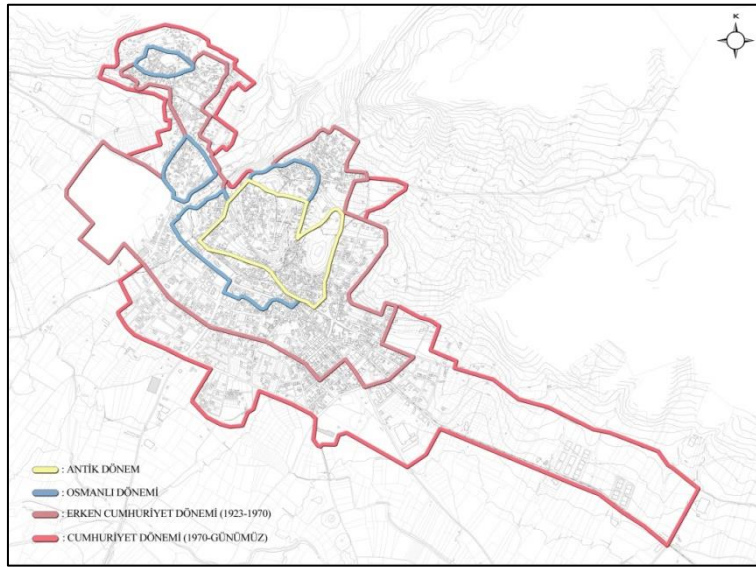 K
: ANTİK DÖNEM
: OSMANLI DÖNEMİ
: ERKEN CUMHURİYET DÖNEMİ (1923-1970)
: CUMHURİYET DÖNEMİ (1970-GÜNÜMÜZ)